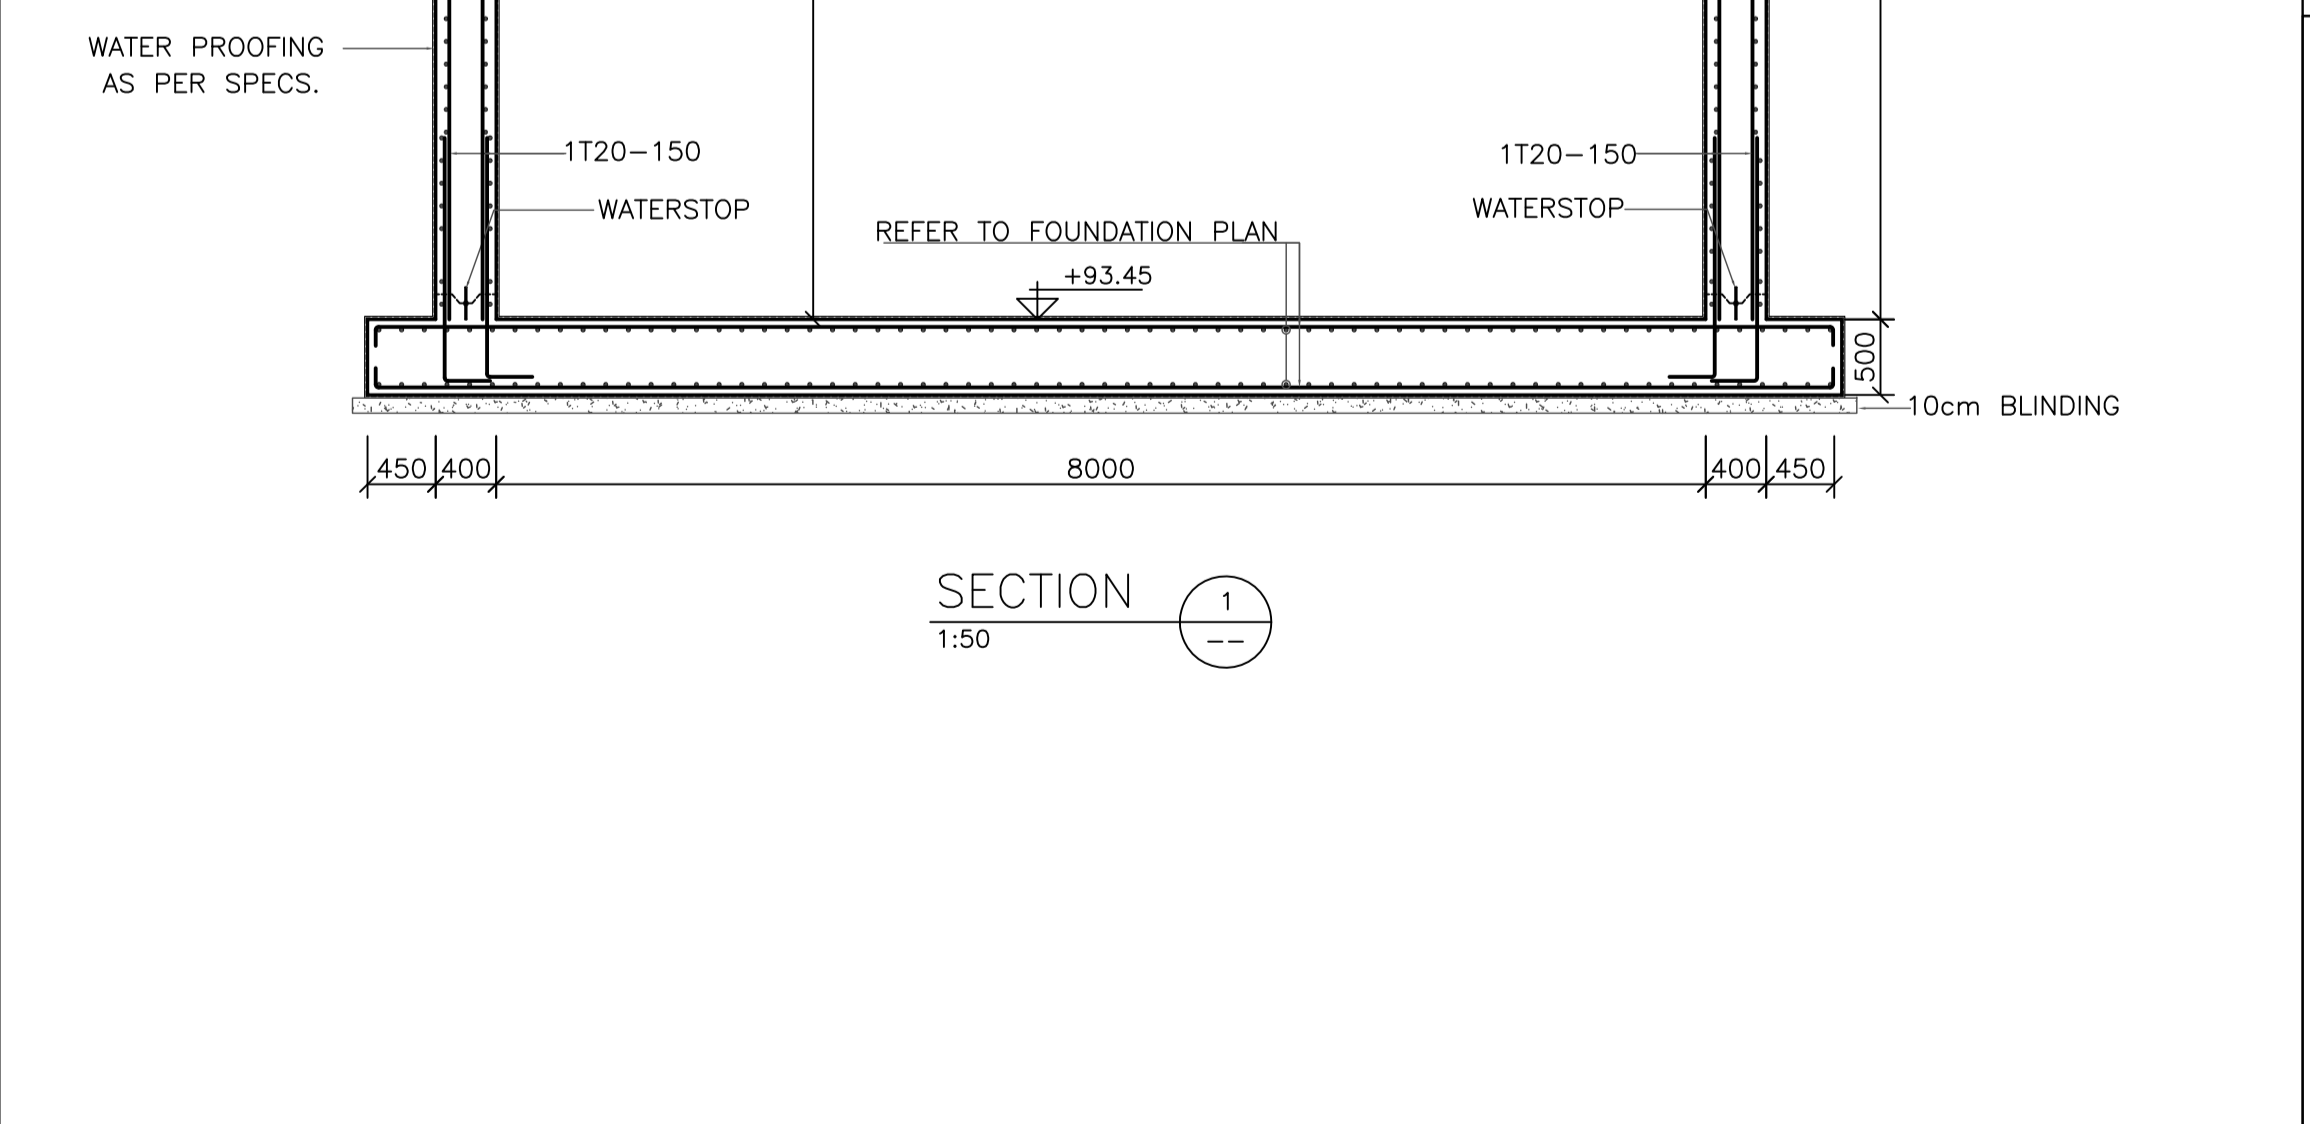 WATER PROOFING
AS PER SPECS.
1T20-150
1T20-150
WATERSTOP
WATERSTOP
REFER TO FOUNDATION PLAN
+93.45
500
10cm BLINDING
450 400 8000 400 450
SECTION
1
1:50
--